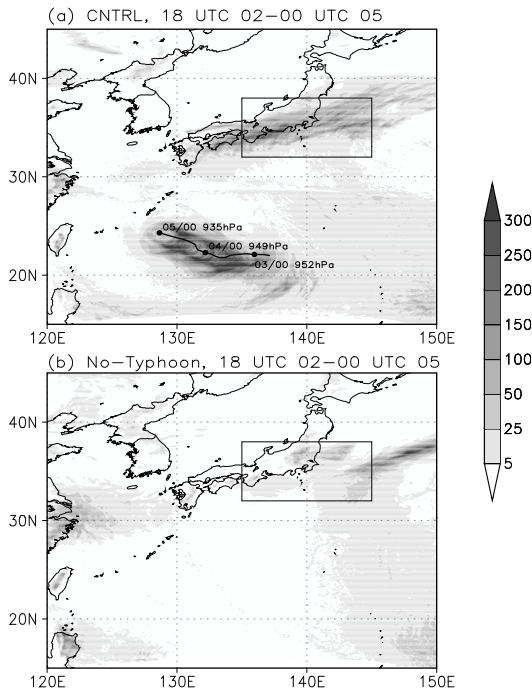 (a) CNTRL, 18 UTC 02-00 UTC 05
40N
30N
20N
05/00 935hPa
04/00 949hPa
03/00 952hPa
120E 130E 140E 150E
(b) No-Typhoon, 18 UTC 02-00 UTC 05
40N
30N
20N
120E 130E 140E 150E
300
250
200
150
100
50
25
5